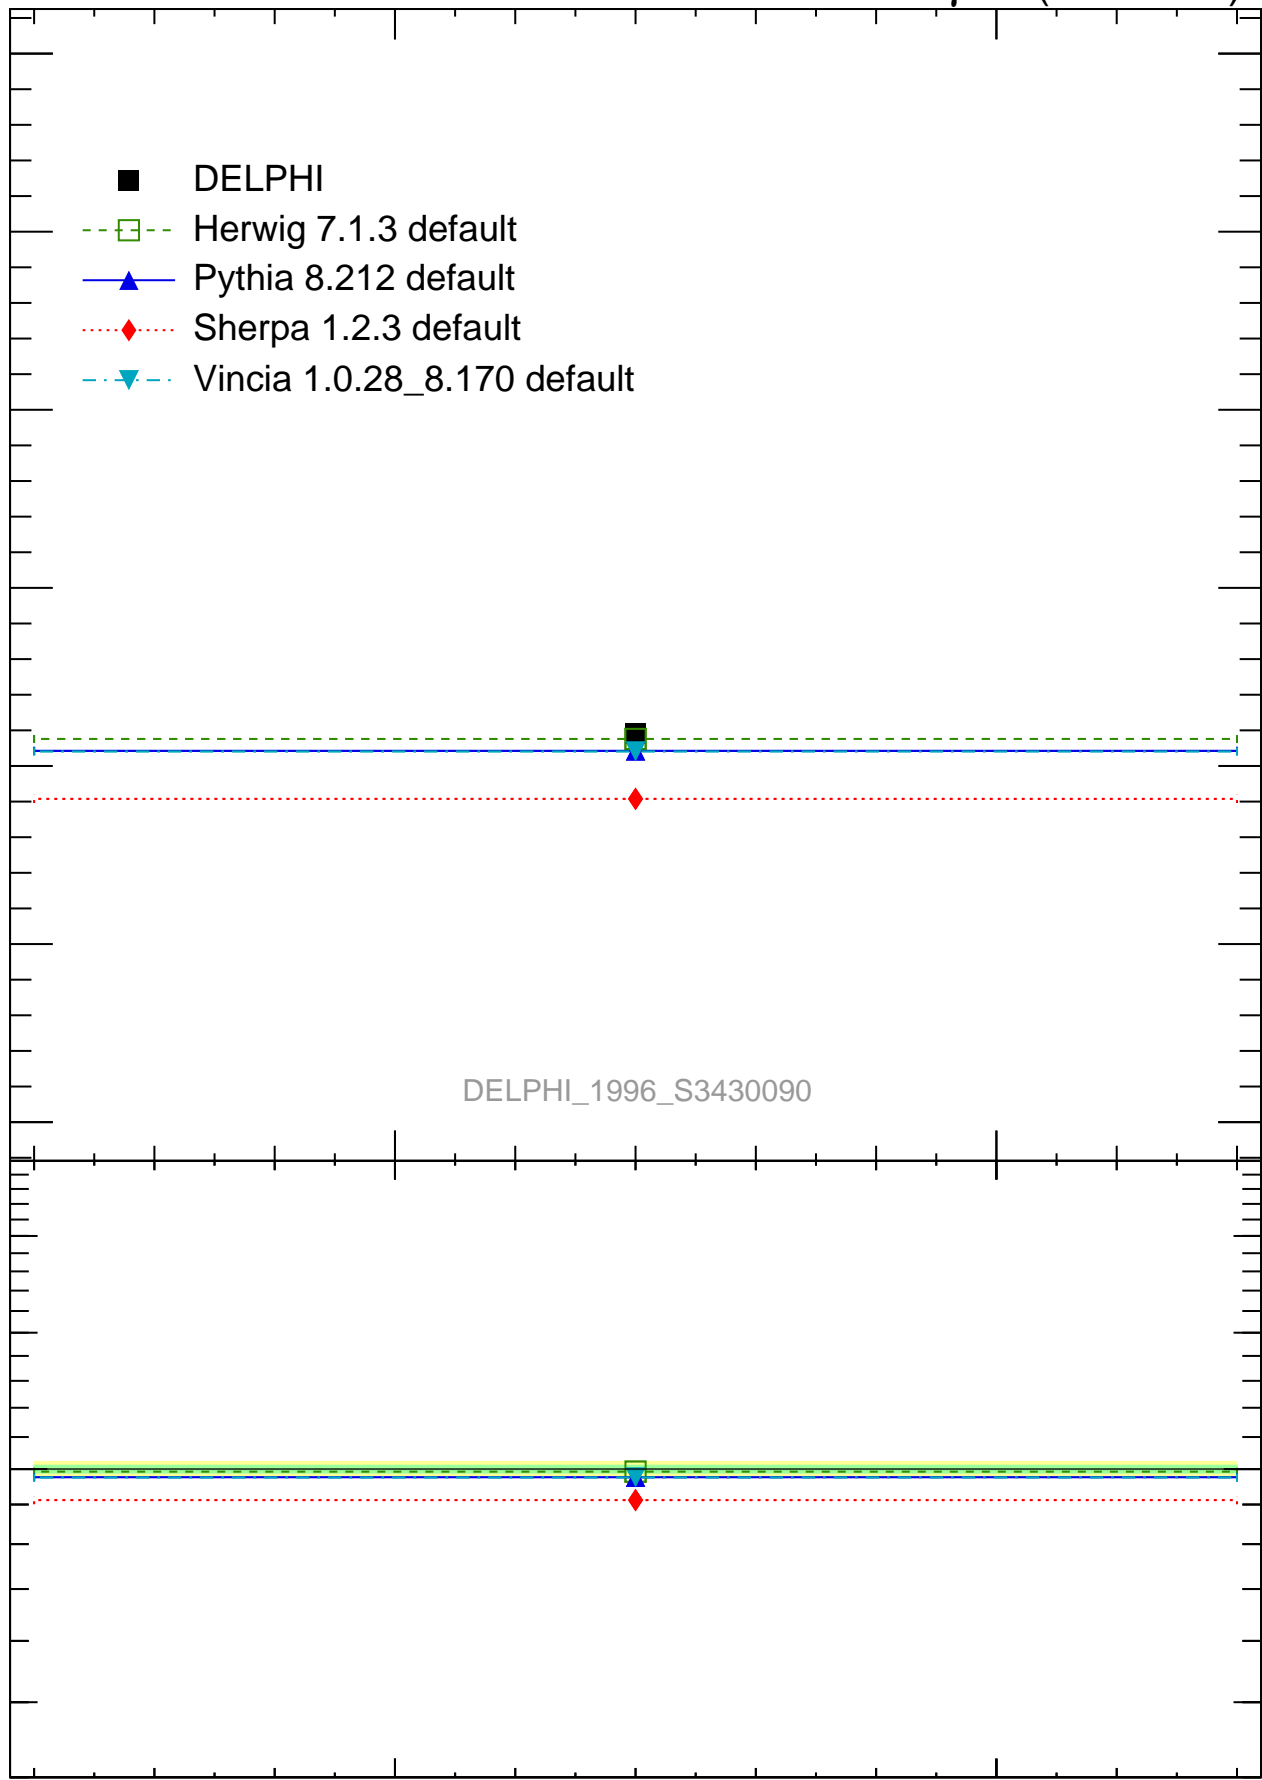 DELPHI
Herwig 7.1.3 default
Pythia 8.212 default
Sherpa 1.2.3 default
Vincia 1.0.28_8.170 default
DELPHI_1996_S3430090